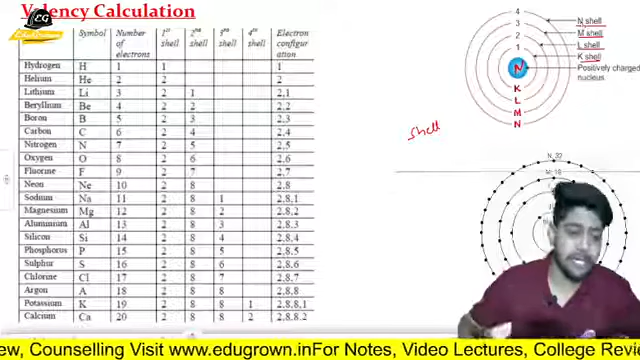 Valency Calculation
EG
EDUGROWN
Symbol Number of electrons 1st shell 2nd shell 3rd shell 4th shell Electron configuration
Hydrogen H 1 1 1
Helium He 2 2 2
Lithium Li 3 2 1 2,1
Beryllium Be 4 2 2 2,2
Boron B 5 2 3 2,3
Carbon C 6 2 4 2,4
Nitrogen N 7 2 5 2,5
Oxygen O 8 2 6 2,6
Fluorine F 9 2 7 2,7
Neon Ne 10 2 8 2,8
Sodium Na 11 2 8 1 2,8,1
Magnesium Mg 12 2 8 2 2,8,2
Aluminium Al 13 2 8 3 2,8,3
Silicon Si 14 2 8 4 2,8,4
Phosphorus P 15 2 8 5 2,8,5
Sulphur S 16 2 8 6 2,8,6
Chlorine Cl 17 2 8 7 2,8,7
Argon A 18 2 8 8 2,8,8
Potassium K 19 2 8 8 1 2,8,8,1
Calcium Ca 20 2 8 8 2 2,8,8,2
4
3
2
1
N shell
M shell
L shell
K shell
Positively charged nucleus
N
K
L
M
N
shell
N, 32
M, 18
ew, Counselling Visit www.edugrown.inFor Notes, Video Lectures, College Revi